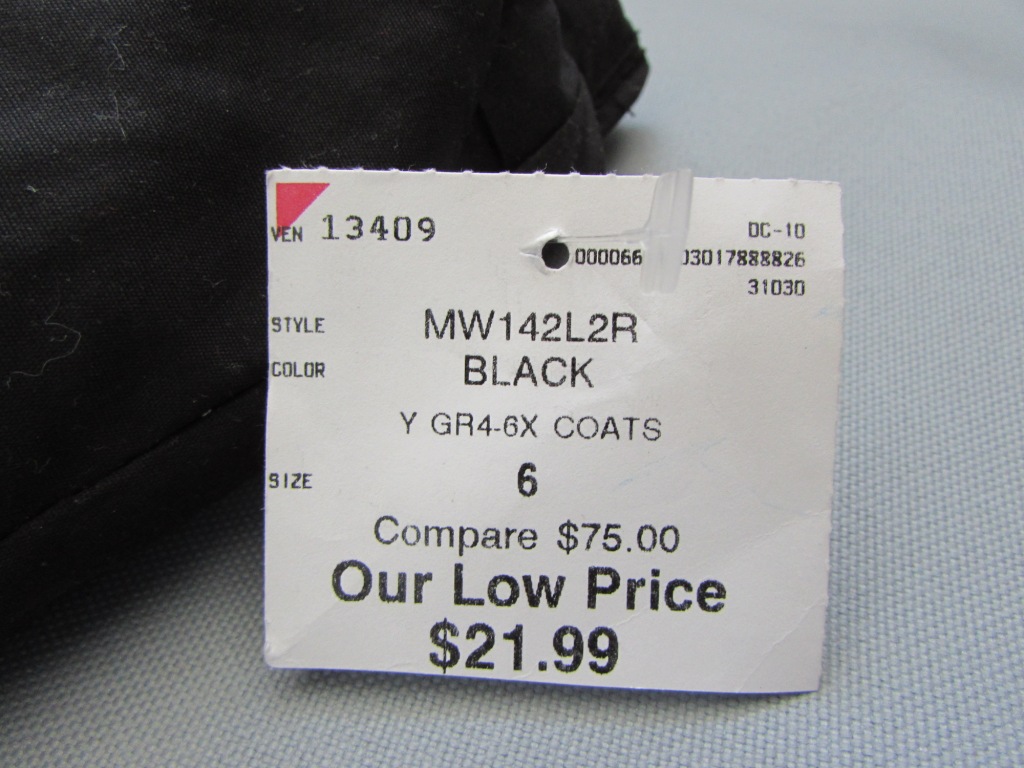 VEN 13409
DC-10
000066 03017888826
31030
STYLE MW142L2R
COLOR BLACK
Y GR4-6X COATS
SIZE 6
Compare $75.00
Our Low Price
$21.99